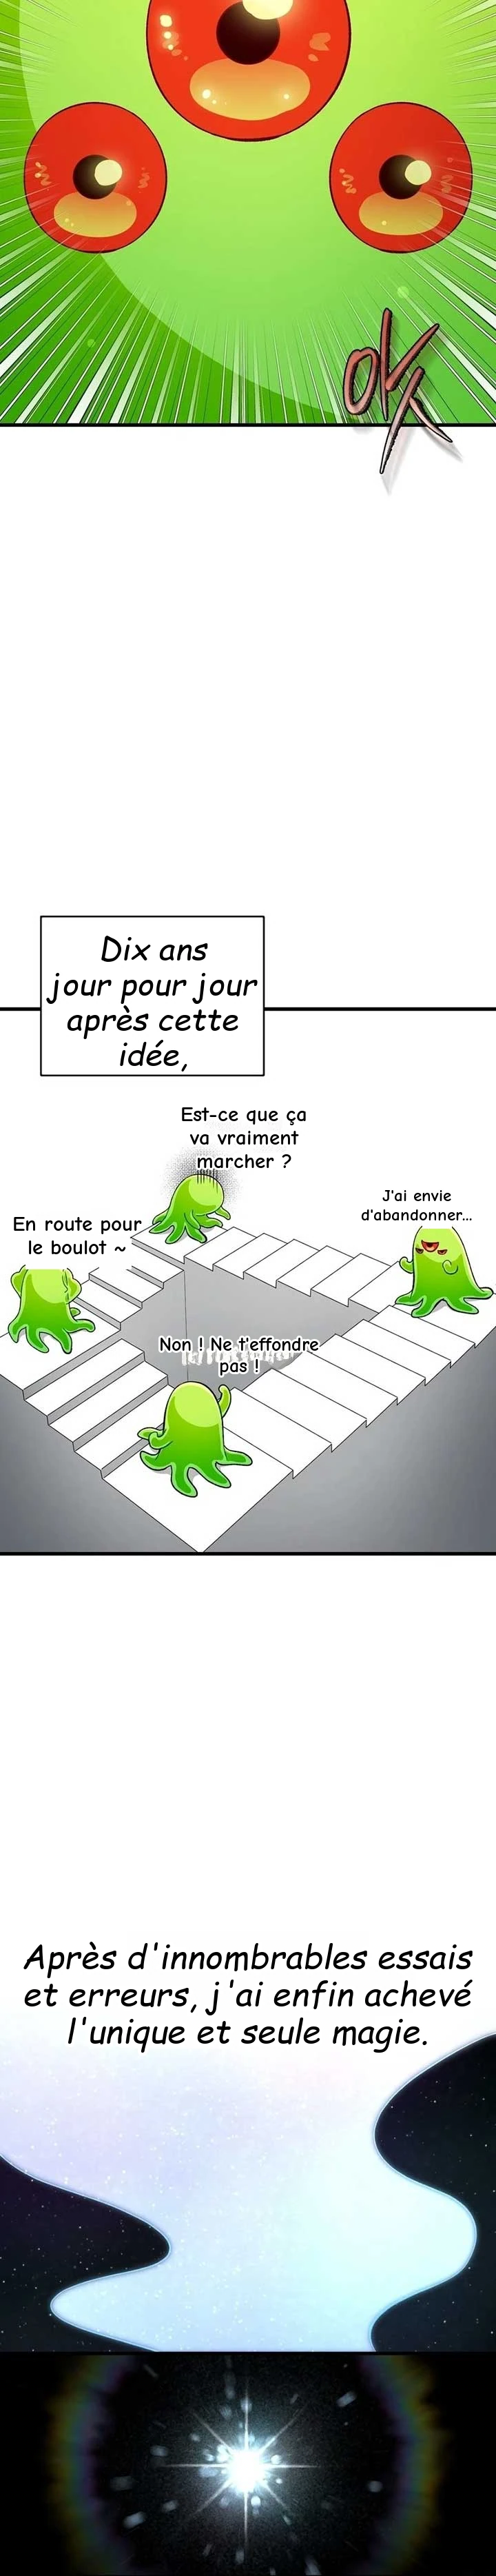 OK
Dix ans
jour pour jour
après cette
idée,
Est-ce que ça
va vraiment
marcher ?
J'ai envie
d'abandonner...
En route pour
le boulot ~
Non ! Ne t'effondre
pas !
Après d'innombrables essais
et erreurs, j'ai enfin achevé
l'unique et seule magie.